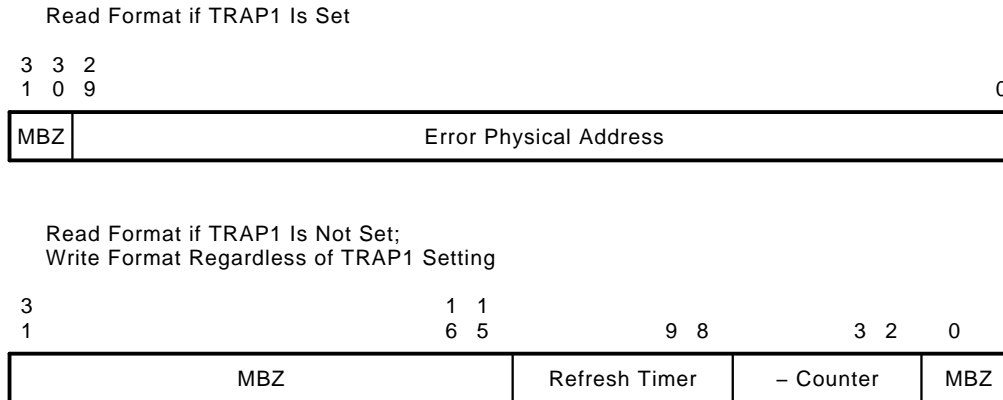 Read Format if TRAP1 Is Set
3 3 2
1 0 9 0
MBZ Error Physical Address
Read Format if TRAP1 Is Not Set;
Write Format Regardless of TRAP1 Setting
3 1 1
1 6 5 9 8 3 2 0
MBZ Refresh Timer – Counter MBZ